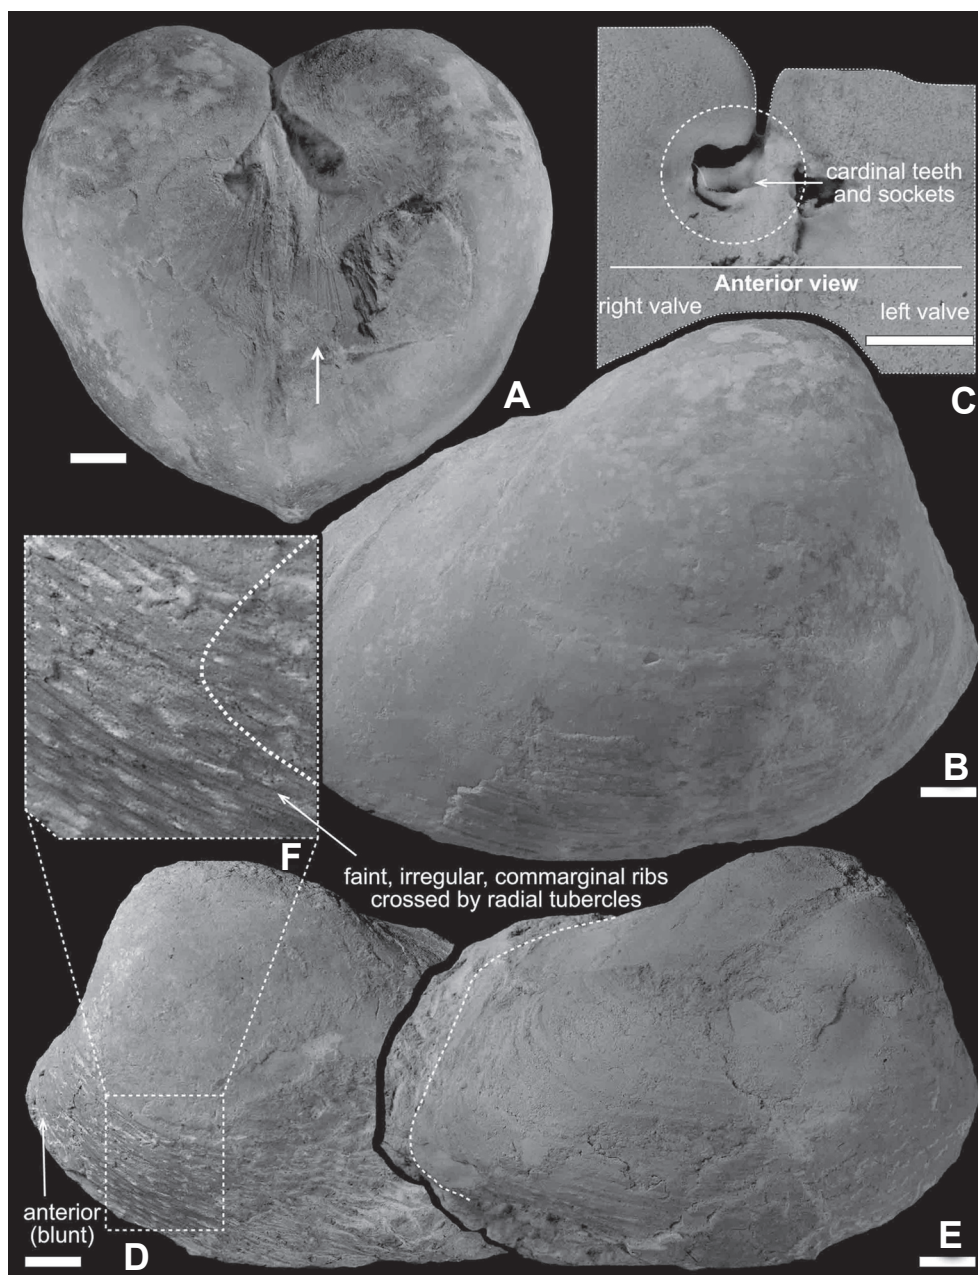 cardinal teeth
and sockets
Anterior view
right valve
left valve
A
C
B
F
faint, irregular, commarginal ribs
crossed by radial tubercles
anterior
(blunt)
D
E